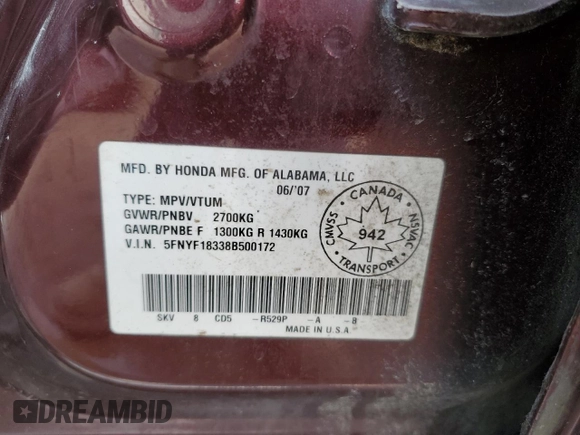 MFD. BY HONDA MFG. OF ALABAMA, LLC
06/'07
TYPE: MPV/VTUM
GVWR/PNBV 2700KG
GAWR/PNBE F 1300KG R 1430KG
V.I.N. 5FNYF18338B500172
CANADA
CMVSS
942
NSVAC
TRANSPORT
SKV 8 CD5 -R529P -A -8-
MADE IN U.S.A
DREAMBID